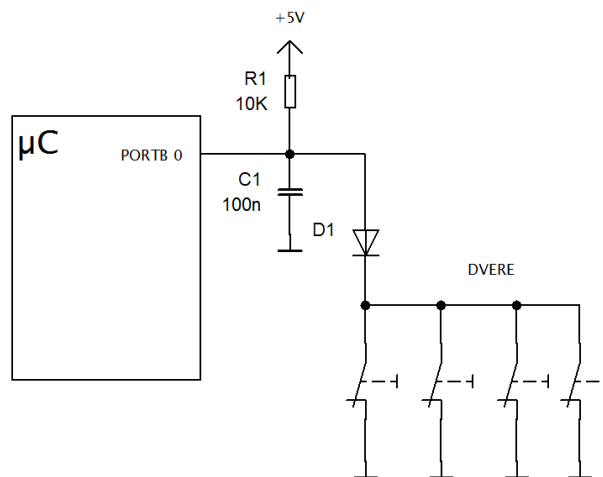 +5V
R1
10K
µC
PORTB 0
C1
100n
D1
DVERE